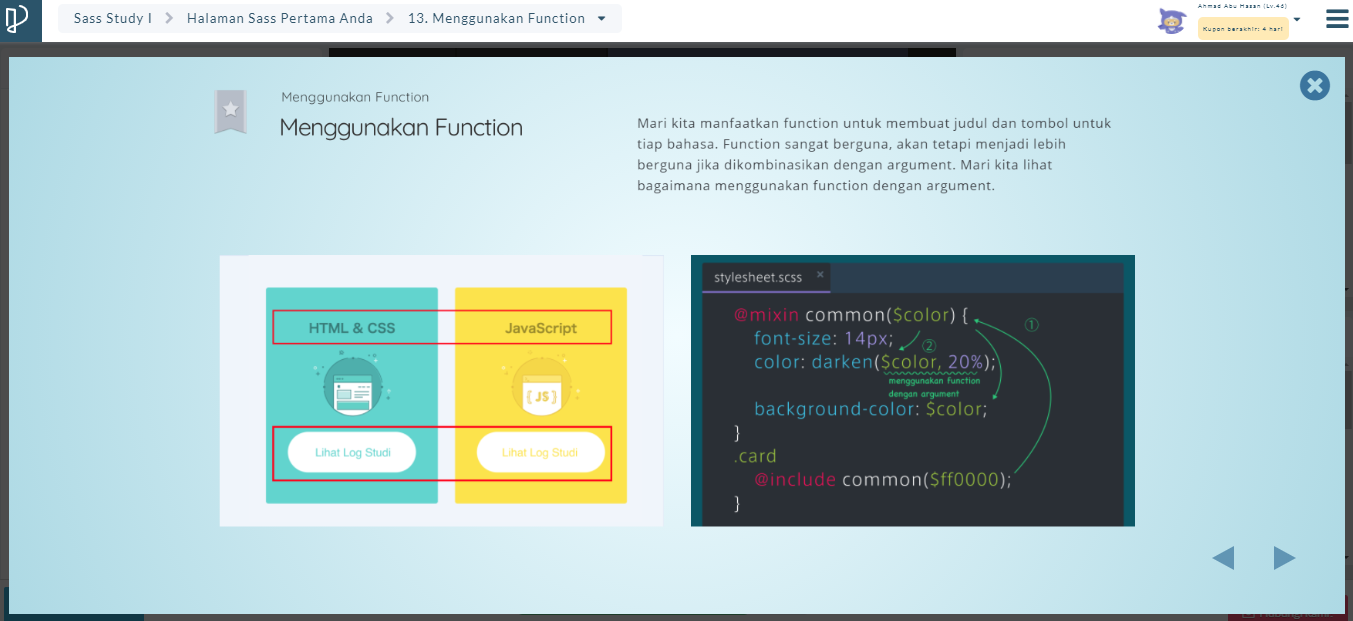 Sass Study I
Halaman Sass Pertama Anda
13. Menggunakan Function
Ahmad Abu Hasan (Lv.46)
Kupon berakhir: 4 hari
Menggunakan Function
Menggunakan Function
Mari kita manfaatkan function untuk membuat judul dan tombol untuk
tiap bahasa. Function sangat berguna, akan tetapi menjadi lebih
berguna jika dikombinasikan dengan argument. Mari kita lihat
bagaimana menggunakan function dengan argument.
HTML & CSS
JavaScript
{ JS }
Lihat Log Studi
Lihat Log Studi
stylesheet.scss ×
@mixin common($color) {
①
font-size: 14px;
②
color: darken($color, 20%);
menggunakan Function
dengan argument
background-color: $color;
}
.card
@include common($ff0000);
}